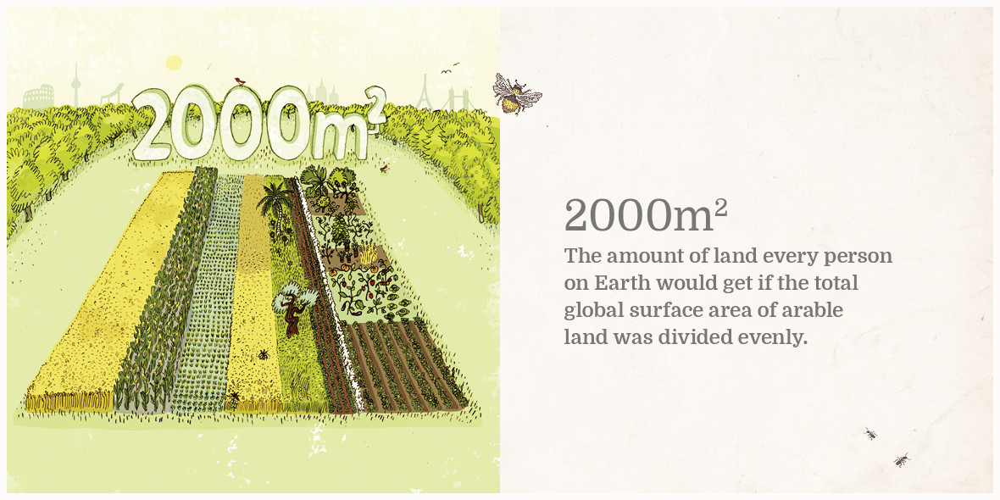 2000m²
2000m²
The amount of land every person
on Earth would get if the total
global surface area of arable
land was divided evenly.